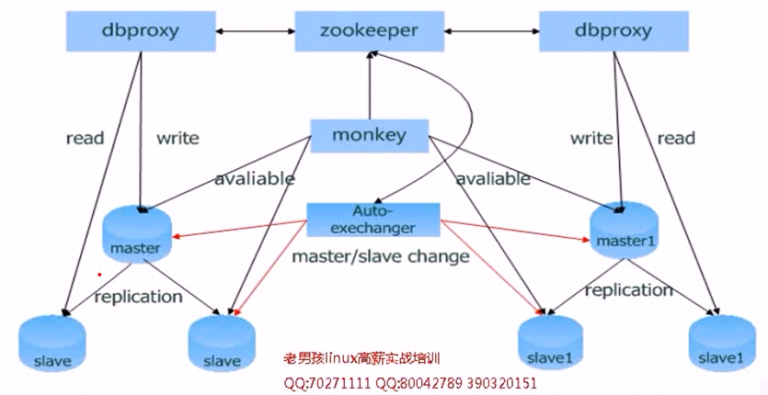 dbproxy
zookeeper
dbproxy
read
write
monkey
write
read
avaliable
avaliable
master
Auto-
exechanger
master1
master/slave change
replication
replication
slave
slave
slave1
slave1
老男孩linux高薪实战培训
QQ:70271111 QQ:80042789 390320151